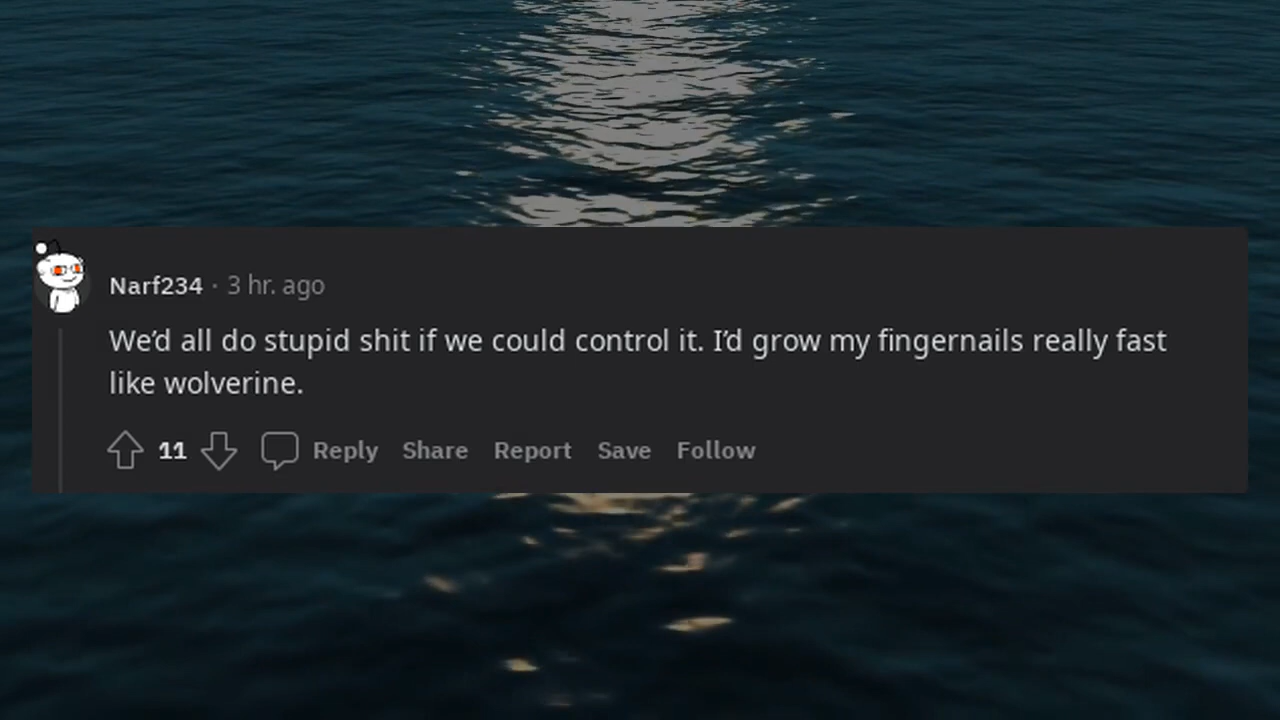 Narf234 · 3 hr. ago
We’d all do stupid shit if we could control it. I’d grow my fingernails really fast
like wolverine.
11 Reply Share Report Save Follow